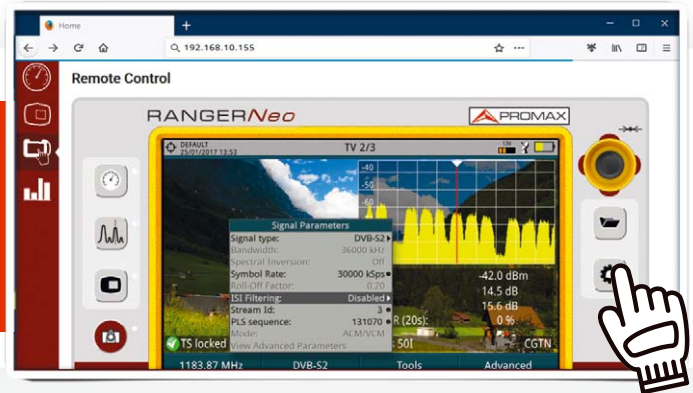 Home
192.168.10.155
Remote Control
RANGERNeo
PROMAX
DEFAULT
25/01/2017 13:53
TV 2/3
-40
-50
-60
Signal Parameters
Signal type: DVB-S2
Bandwidth: 36000 kHz
Spectral Inversion: Off
Symbol Rate: 30000 kSps
Roll-Off Factor: 0.20
ISI Filtering: Disabled
Stream Id: 3
PLS sequence: 131070
Mode: ACM/VCM
View Advanced Parameters
-42.0 dBm
14.5 dB
15.6 dB
R (20s): 0 %
TS locked
501
CGTN
1183.87 MHz
DVB-S2
Tools
Advanced